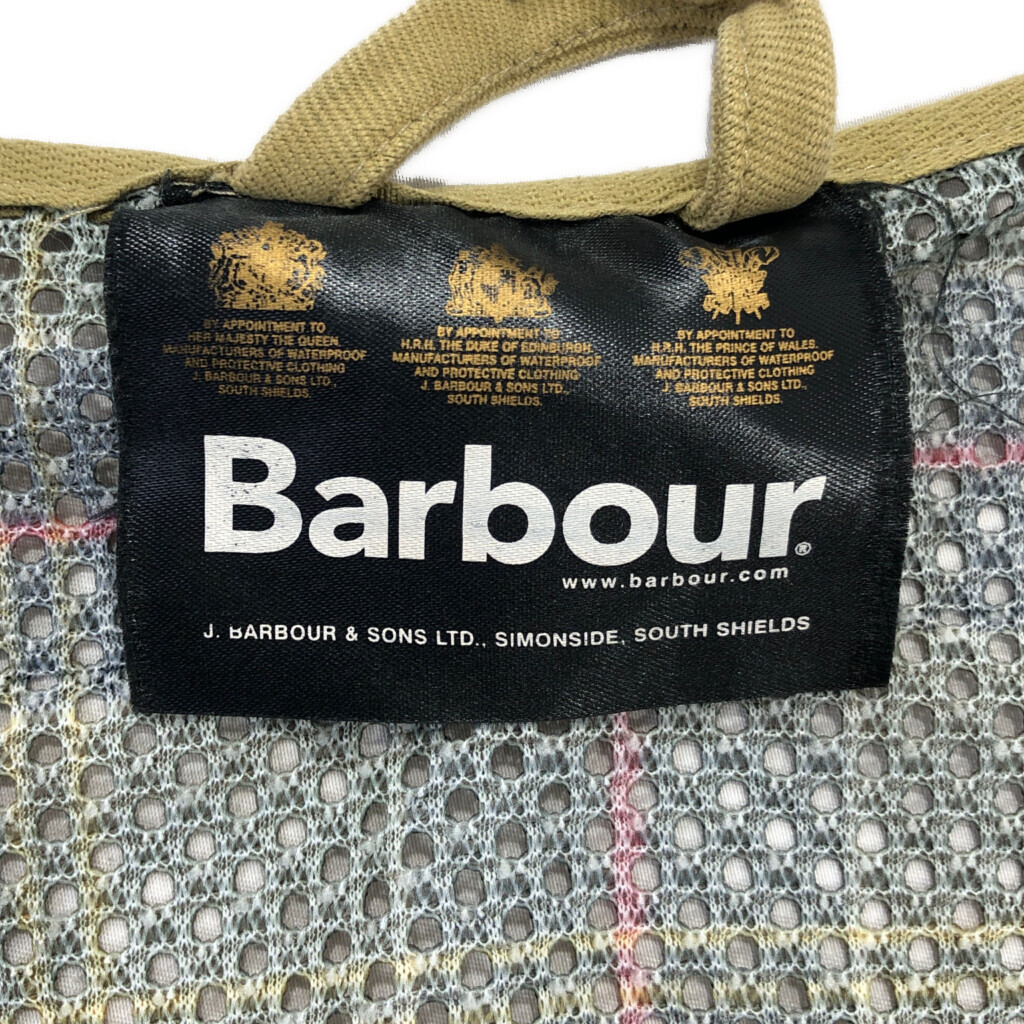 BY APPOINTMENT TO
HER MAJESTY THE QUEEN
MANUFACTURERS OF WATERPROOF
AND PROTECTIVE CLOTHING
J. BARBOUR & SONS LTD.,
SOUTH SHIELDS.
BY APPOINTMENT TO
H.R.H. THE DUKE OF EDINBURGH
MANUFACTURERS OF WATERPROOF
AND PROTECTIVE CLOTHING
J. BARBOUR & SONS LTD.,
SOUTH SHIELDS.
BY APPOINTMENT TO
H.R.H. THE PRINCE OF WALES.
MANUFACTURERS OF WATERPROOF
AND PROTECTIVE CLOTHING
J. BARBOUR & SONS LTD.,
SOUTH SHIELDS.
Barbour®
www.barbour.com
J. BARBOUR & SONS LTD., SIMONSIDE, SOUTH SHIELDS